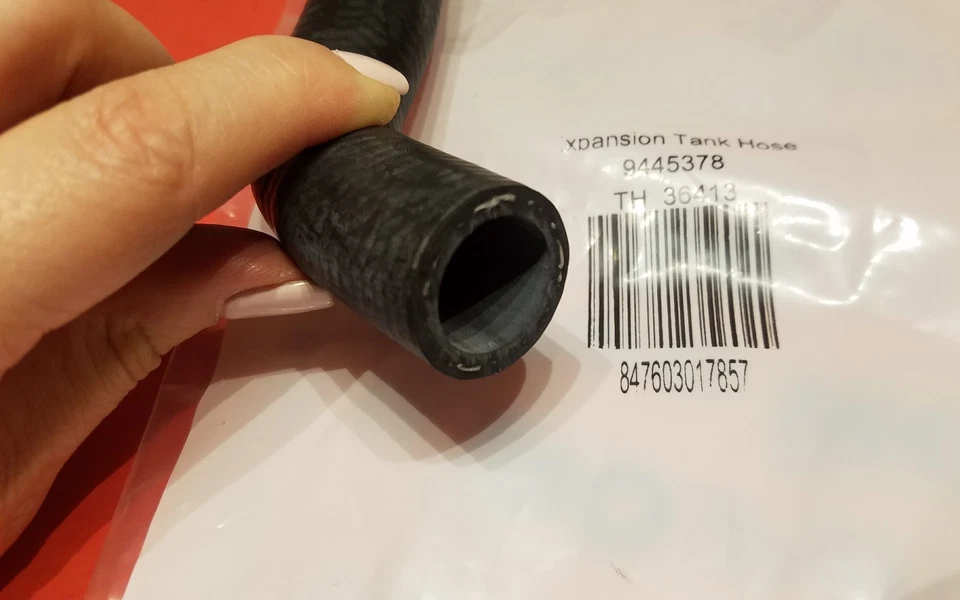 xpansion Tank Hose
9445378
TH 36413
847603017857